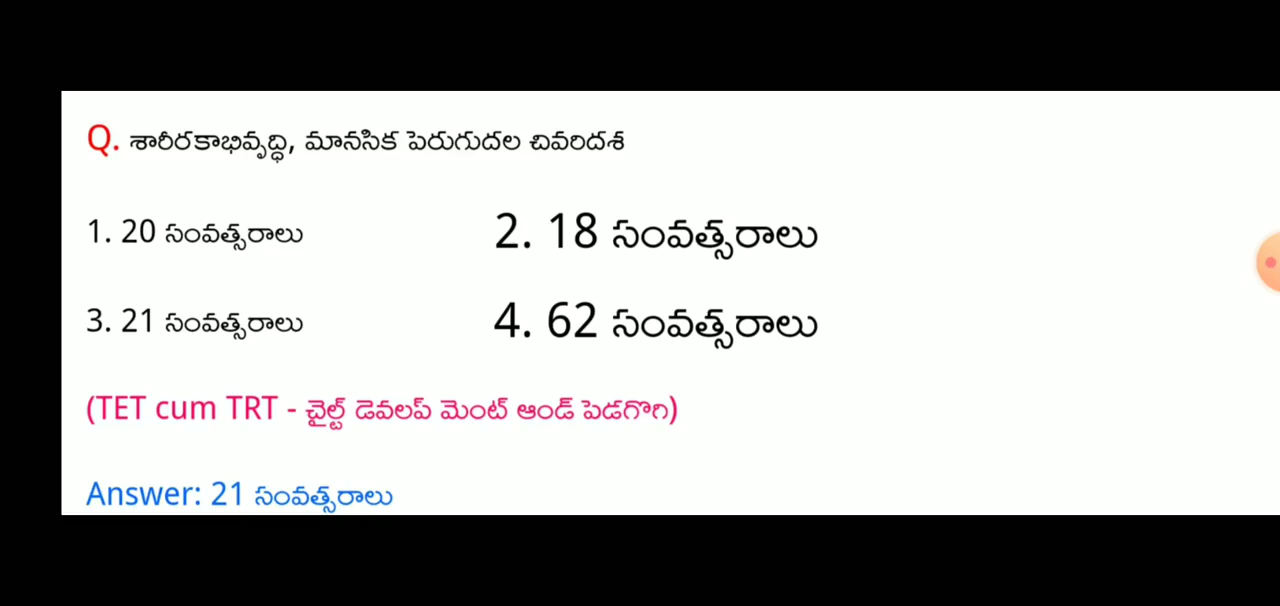 Q. శారీరకాభివృద్ధి, మానసిక పెరుగుదల చివరిదశ
1. 20 సంవత్సరాలు 2. 18 సంవత్సరాలు
3. 21 సంవత్సరాలు 4. 62 సంవత్సరాలు
(TET cum TRT - చైల్ట్ డెవలప్ మెంట్ ఆండ్ పెడగొగి)
Answer: 21 సంవత్సరాలు